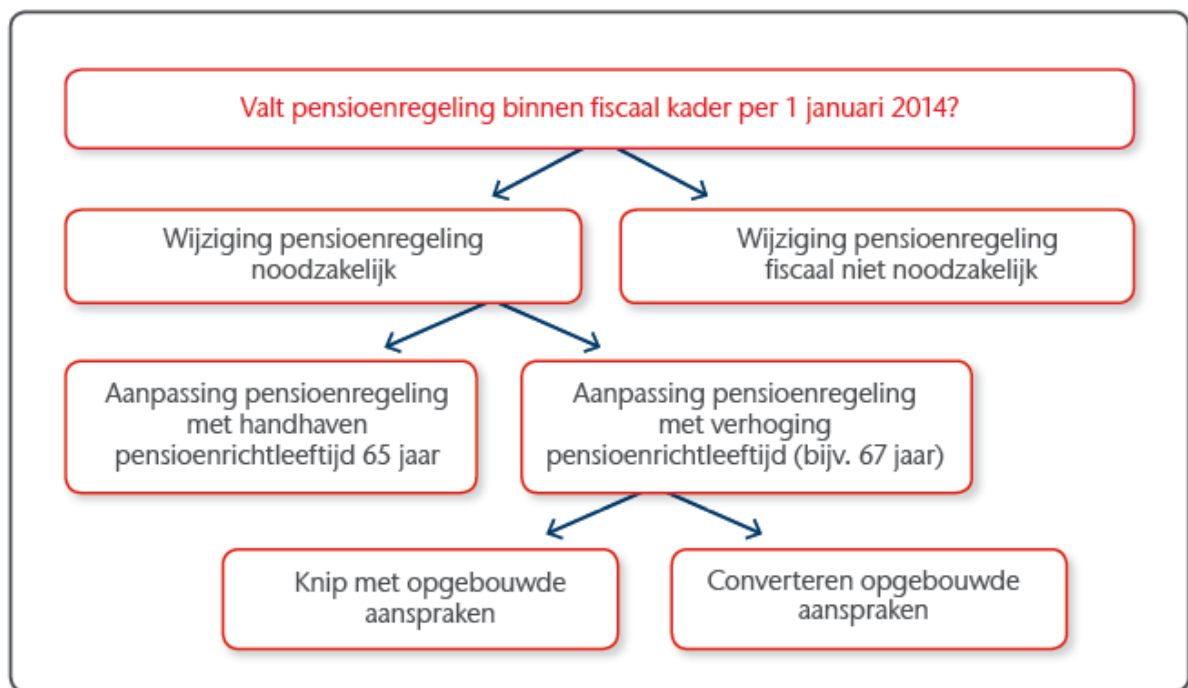 Valt pensioenregeling binnen fiscaal kader per 1 januari 2014?
Wijziging pensioenregeling
noodzakelijk
Wijziging pensioenregeling
fiscaal niet noodzakelijk
Aanpassing pensioenregeling
met handhaven
pensioenrichtleeftijd 65 jaar
Aanpassing pensioenregeling
met verhoging
pensioenrichtleeftijd (bijv. 67 jaar)
Knip met opgebouwde
aanspraken
Converteren opgebouwde
aanspraken